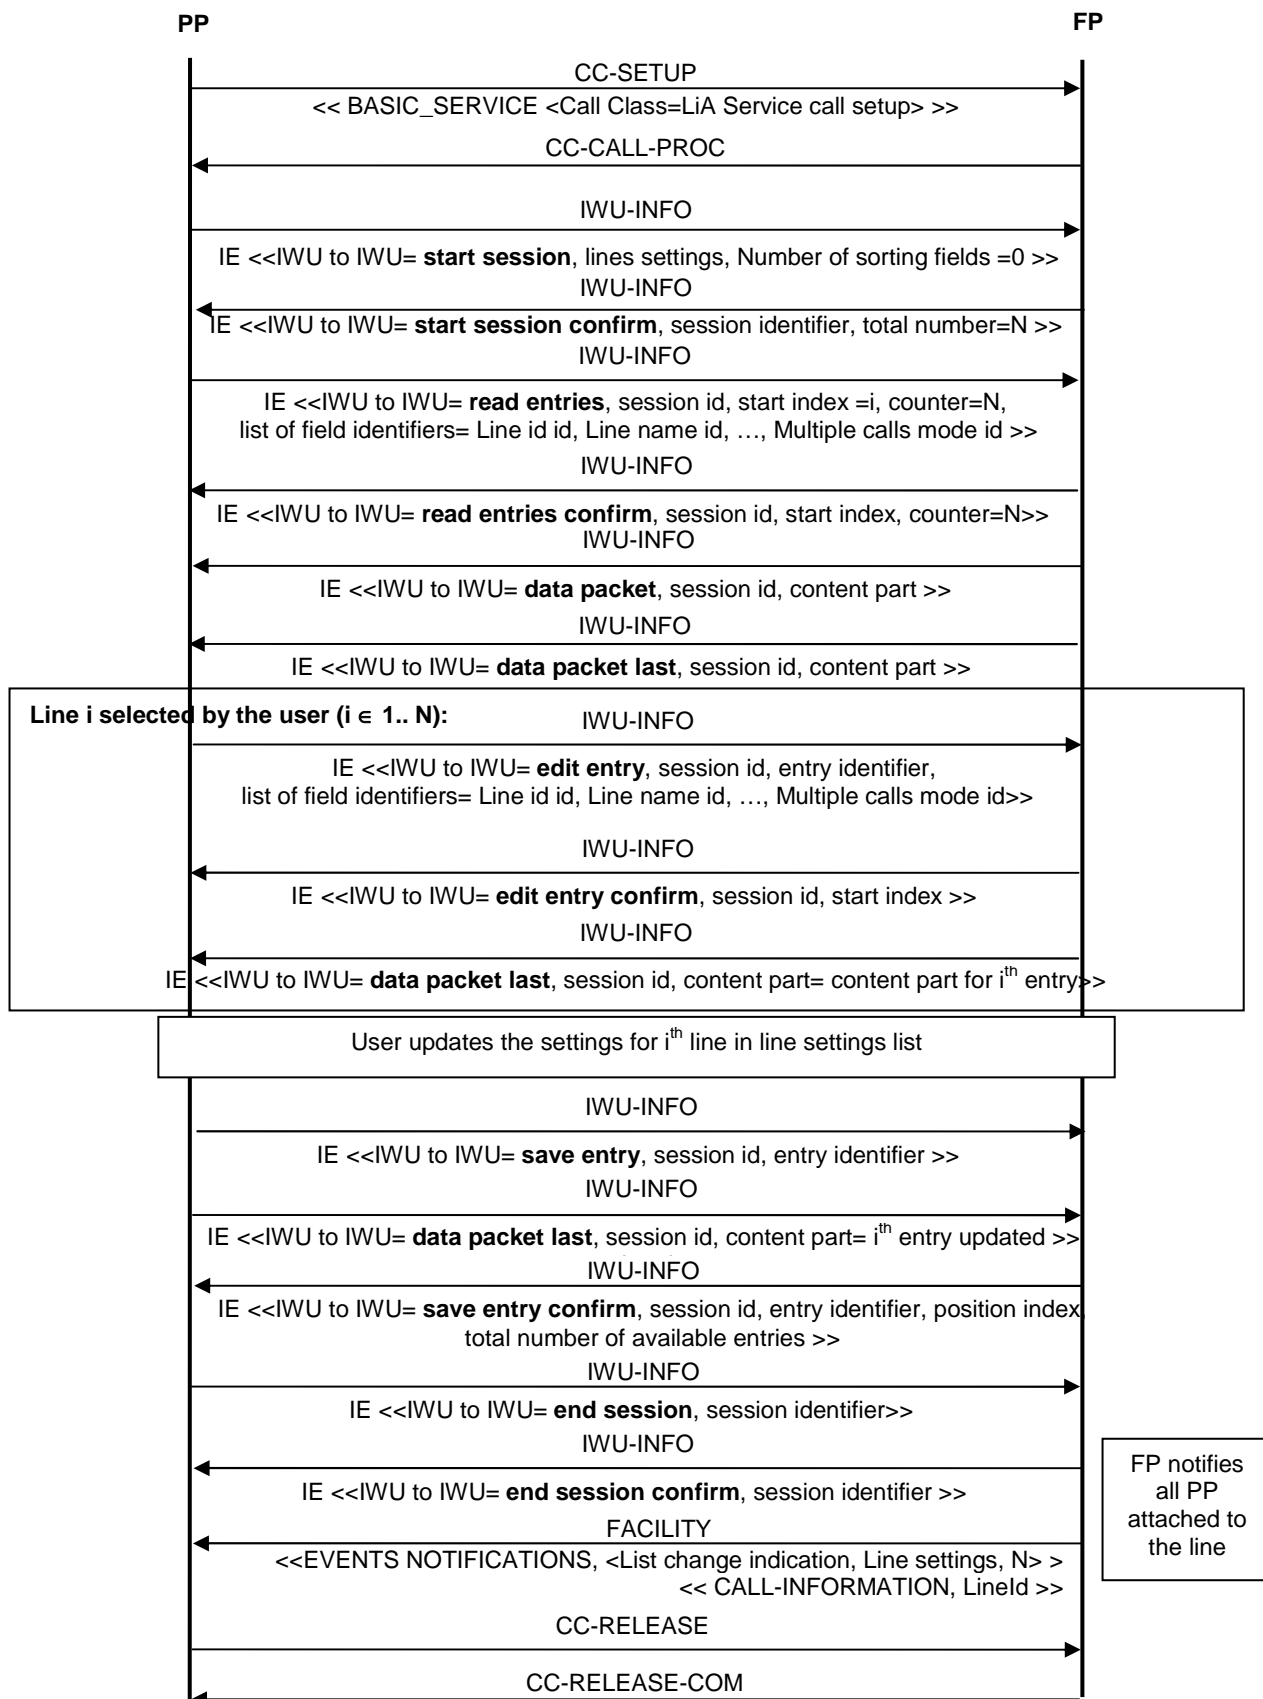 PP
FP
CC-SETUP
<< BASIC_SERVICE <Call Class=LiA Service call setup> >>
CC-CALL-PROC
IWU-INFO
IE <<IWU to IWU= start session, lines settings, Number of sorting fields =0 >>
IWU-INFO
IE <<IWU to IWU= start session confirm, session identifier, total number=N >>
IWU-INFO
IE <<IWU to IWU= read entries, session id, start index =i, counter=N,
list of field identifiers= Line id id, Line name id, …, Multiple calls mode id >>
IWU-INFO
IE <<IWU to IWU= read entries confirm, session id, start index, counter=N>>
IWU-INFO
IE <<IWU to IWU= data packet, session id, content part >>
IWU-INFO
IE <<IWU to IWU= data packet last, session id, content part >>
Line i selected by the user (i ∈ 1.. N):
IWU-INFO
IE <<IWU to IWU= edit entry, session id, entry identifier,
list of field identifiers= Line id id, Line name id, …, Multiple calls mode id>>
IWU-INFO
IE <<IWU to IWU= edit entry confirm, session id, start index >>
IWU-INFO
IE <<IWU to IWU= data packet last, session id, content part= content part for ith entry>>
User updates the settings for ith line in line settings list
IWU-INFO
IE <<IWU to IWU= save entry, session id, entry identifier >>
IWU-INFO
IE <<IWU to IWU= data packet last, session id, content part= ith entry updated >>
IWU-INFO
IE <<IWU to IWU= save entry confirm, session id, entry identifier, position index,
total number of available entries >>
IWU-INFO
IE <<IWU to IWU= end session, session identifier>>
IWU-INFO
IE <<IWU to IWU= end session confirm, session identifier >>
FP notifies
all PP
attached to
the line
FACILITY
<<EVENTS NOTIFICATIONS, <List change indication, Line settings, N> >
<< CALL-INFORMATION, LineId >>
CC-RELEASE
CC-RELEASE-COM